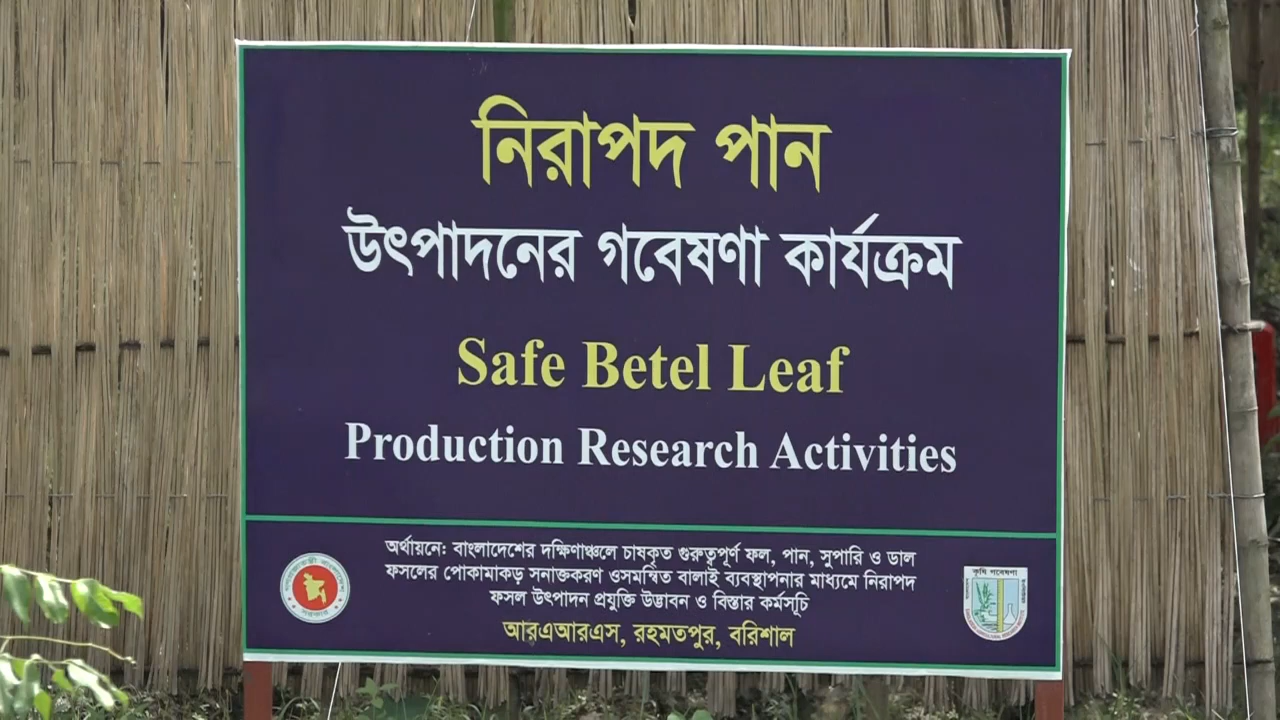 নিরাপদ পান
উৎপাদনের গবেষণা কার্যক্রম
Safe Betel Leaf
Production Research Activities
অর্থায়নে: বাংলাদেশের দক্ষিণাঞ্চলে চাষকৃত গুরুত্বপূর্ণ ফল, পান, সুপারি ও ডাল
ফসলের পোকামাকড় সনাক্তকরণ ওসমন্বিত বালাই ব্যবস্থাপনার মাধ্যমে নিরাপদ
ফসল উৎপাদন প্রযুক্তি উদ্ভাবন ও বিস্তার কর্মসূচি
আরএআরএস, রহমতপুর, বরিশাল
কৃষি গবেষণা